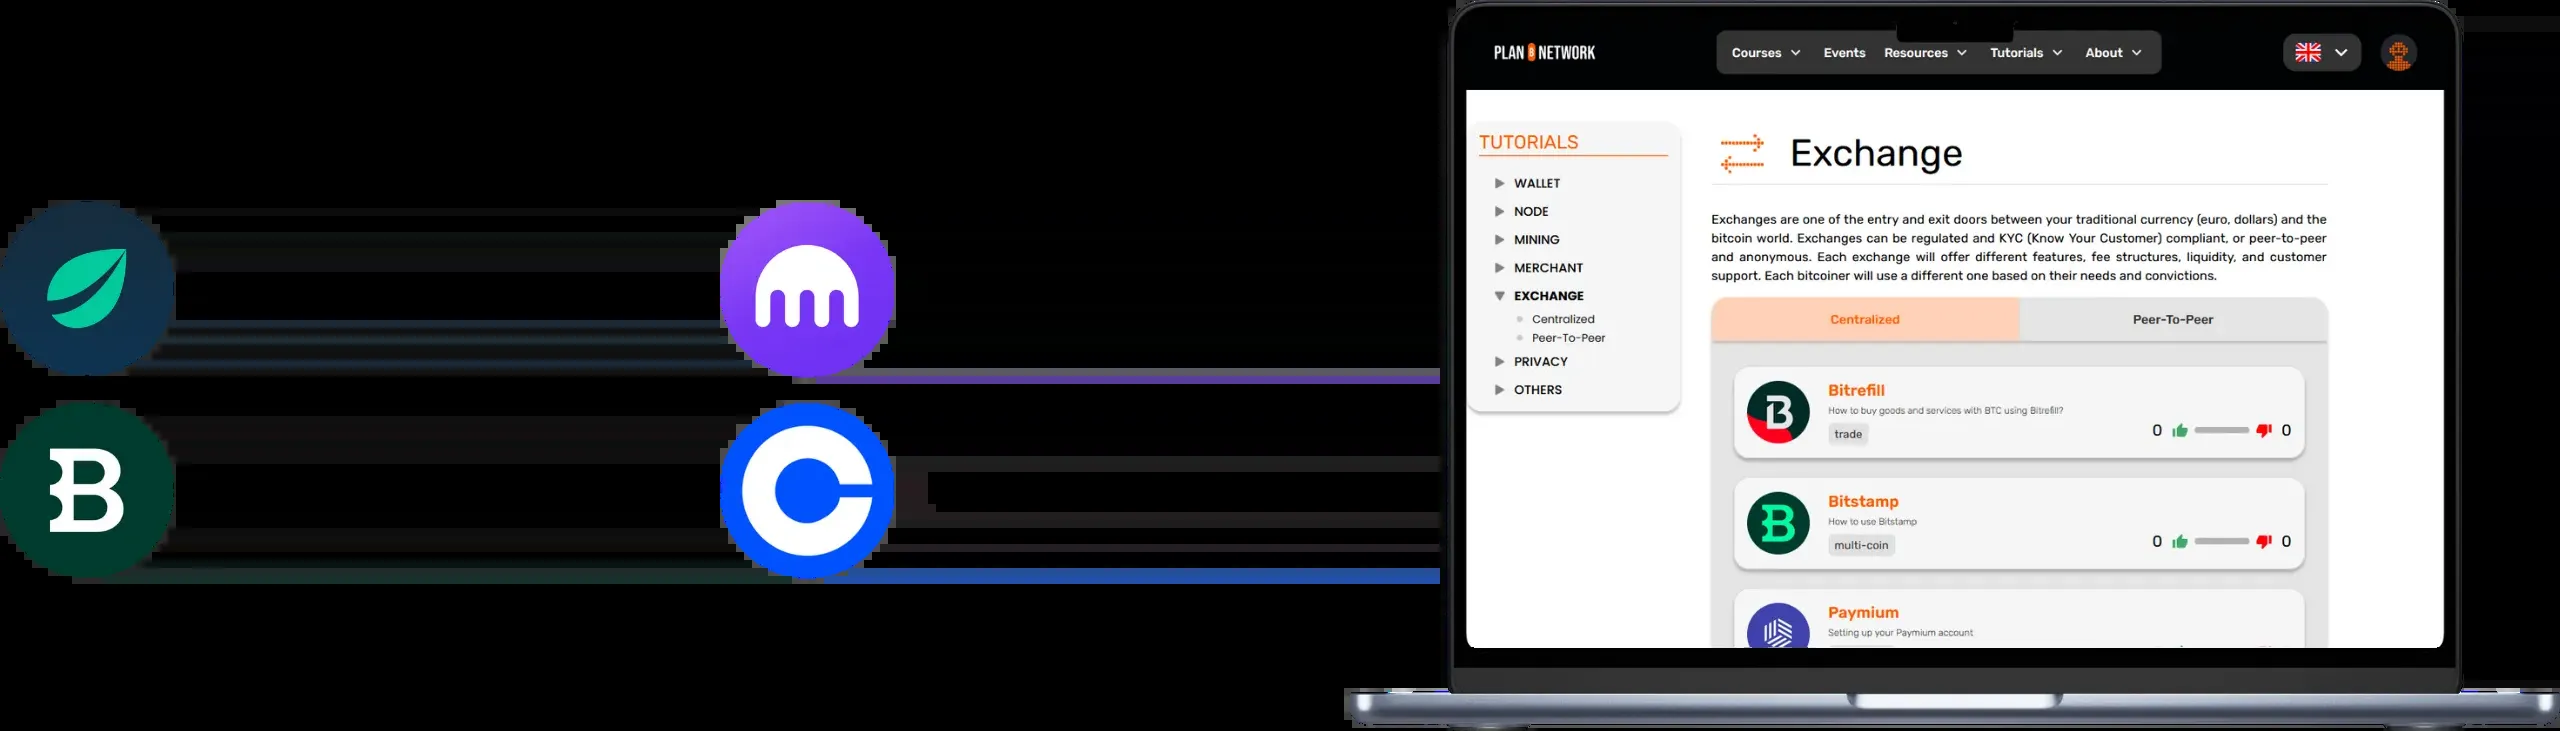 PLAN B NETWORK
Courses
Events
Resources
Tutorials
About
TUTORIALS
WALLET
NODE
MINING
MERCHANT
EXCHANGE
Centralized
Peer-To-Peer
PRIVACY
OTHERS
Exchange
Exchanges are one of the entry and exit doors between your traditional currency (euro, dollars) and the
bitcoin world. Exchanges can be regulated and KYC (Know Your Customer) compliant, or peer-to-peer
and anonymous. Each exchange will offer different features, fee structures, liquidity, and customer
support. Each bitcoiner will use a different one based on their needs and convictions.
Centralized
Peer-To-Peer
Bitrefill
How to buy goods and services with BTC using Bitrefill?
trade
0 0
Bitstamp
How to use Bitstamp
multi-coin
0 0
Paymium
Setting up your Paymium account